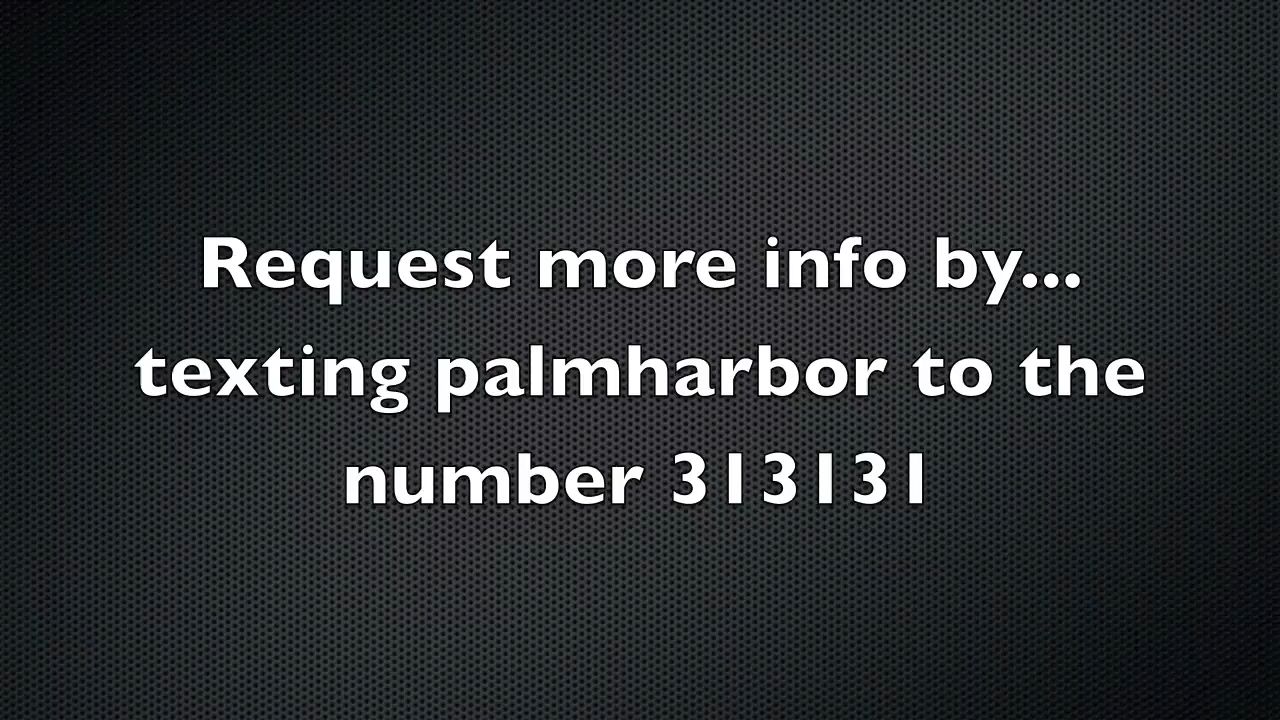 Request more info by...
texting palmharbor to the
number 313131